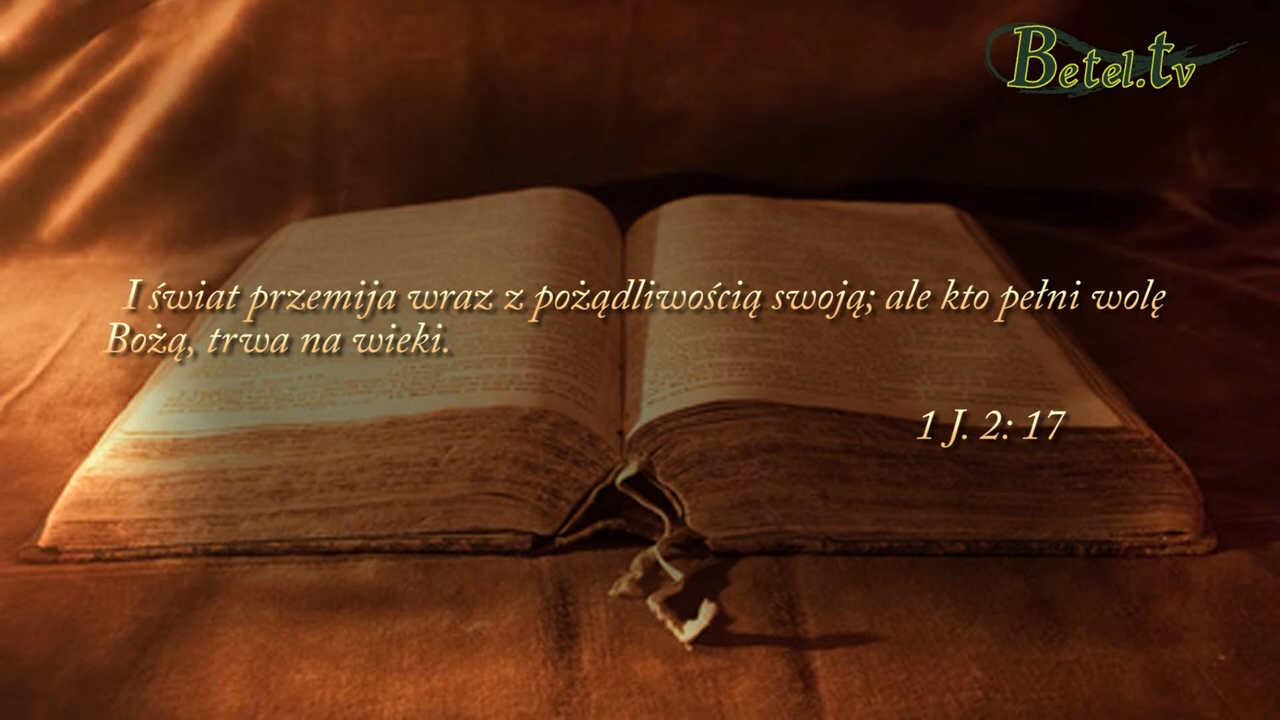 Betel.tv
I świat przemija wraz z pożądliwością swoją; ale kto pełni wolę
Bożą, trwa na wieki.
1 J. 2: 17